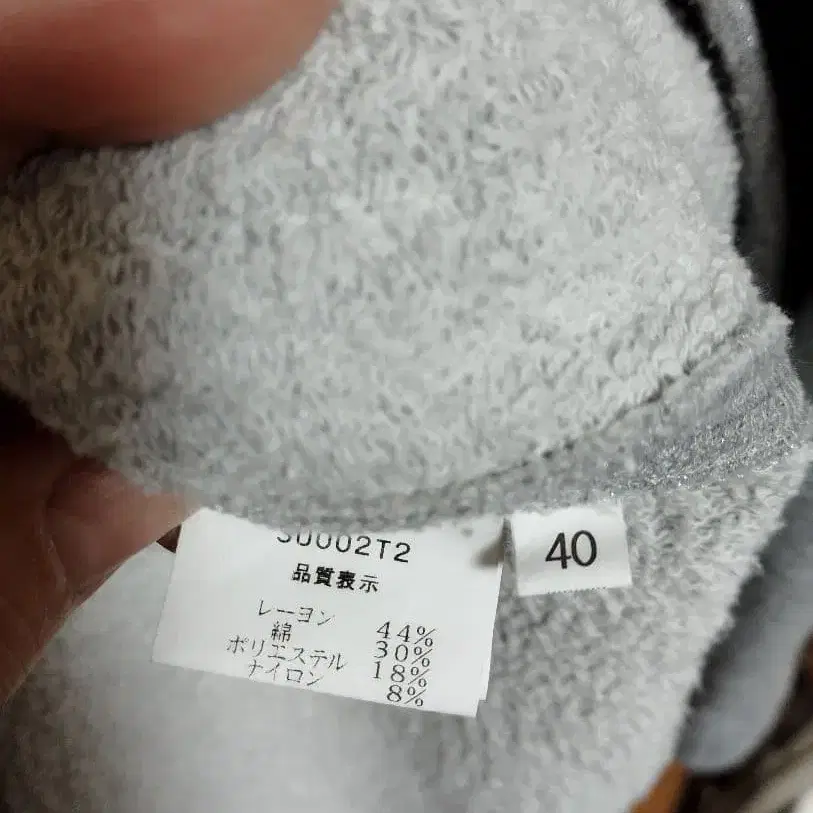 30002T2
40
品質表示
レーヨン 44%
綿 30%
ポリエステル 18%
ナイロン 8%